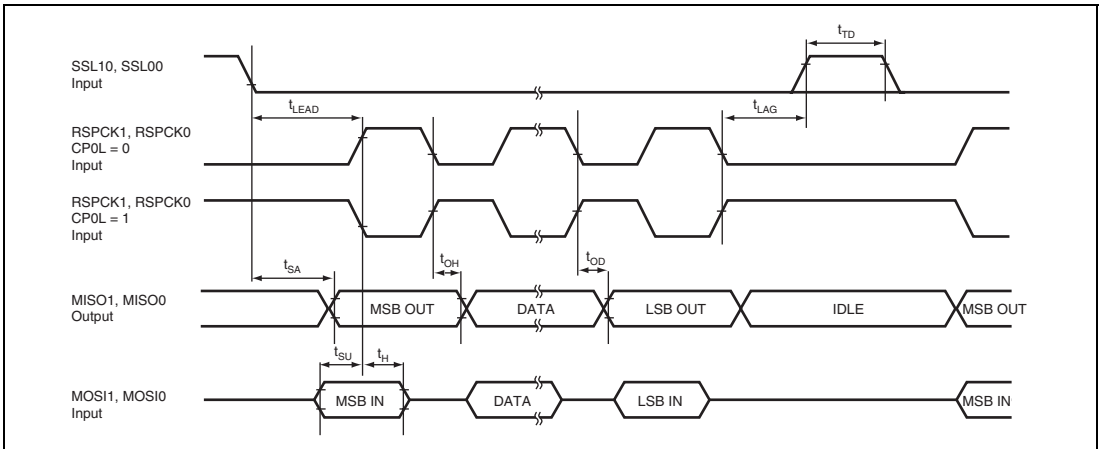 tTD
SSL10, SSL00
Input
tLEAD
tLAG
RSPCK1, RSPCK0
CP0L = 0
Input
RSPCK1, RSPCK0
CP0L = 1
Input
tSA
tOH
tOD
MISO1, MISO0
Output
MSB OUT
DATA
LSB OUT
IDLE
MSB OUT
tSU
tH
MOSI1, MOSI0
Input
MSB IN
DATA
LSB IN
MSB IN